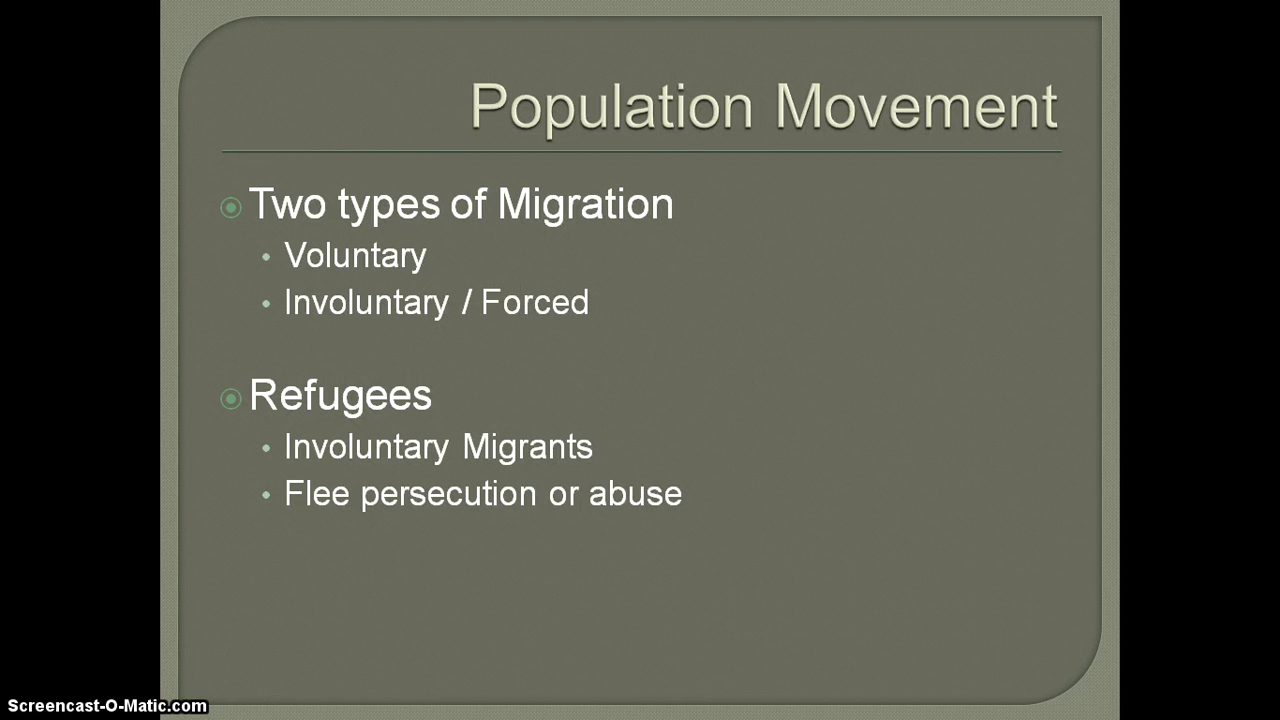 Population Movement
Two types of Migration
Voluntary
Involuntary / Forced
Refugees
Involuntary Migrants
Flee persecution or abuse
Screencast-O-Matic.com